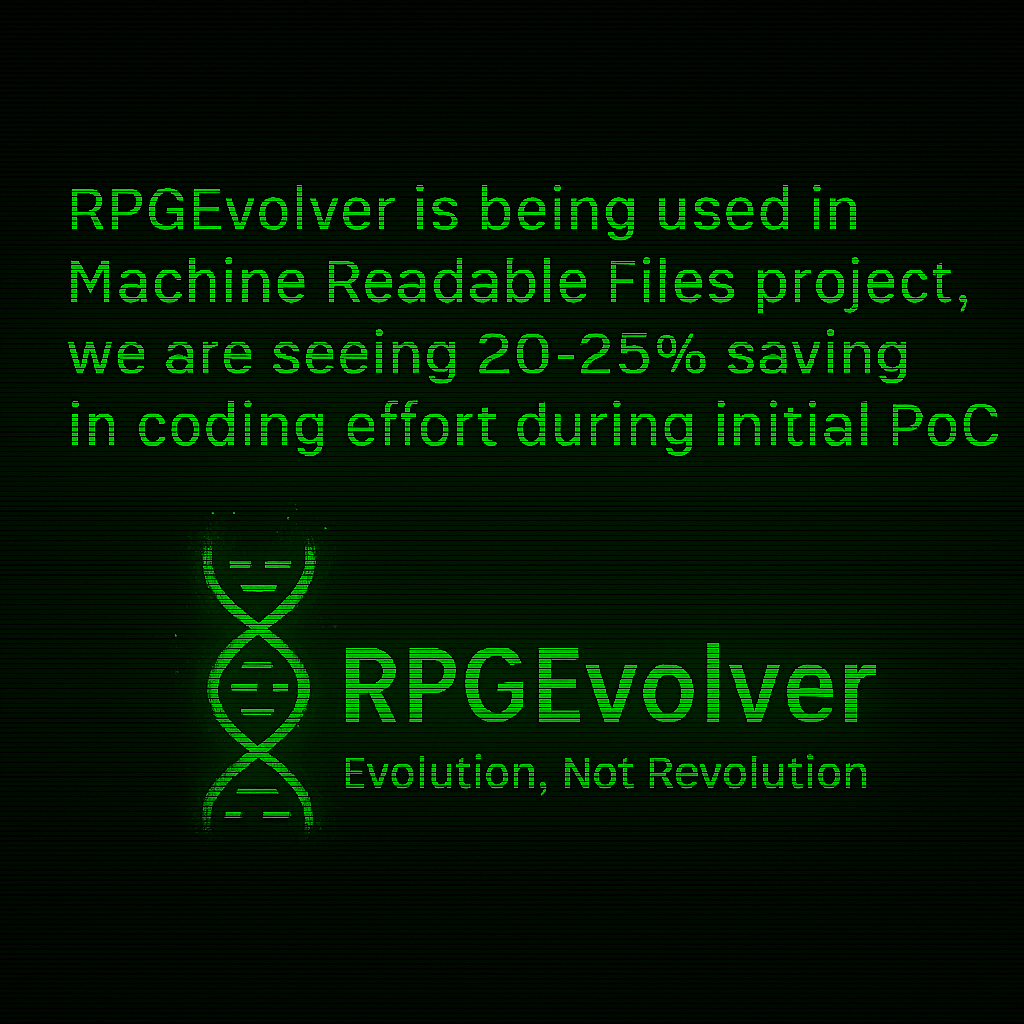 RPGEvolver is being used in
Machine Readable Files project,
we are seeing 20-25% saving
in coding effort during initial PoC
RPGEvolver
Evolution, Not Revolution